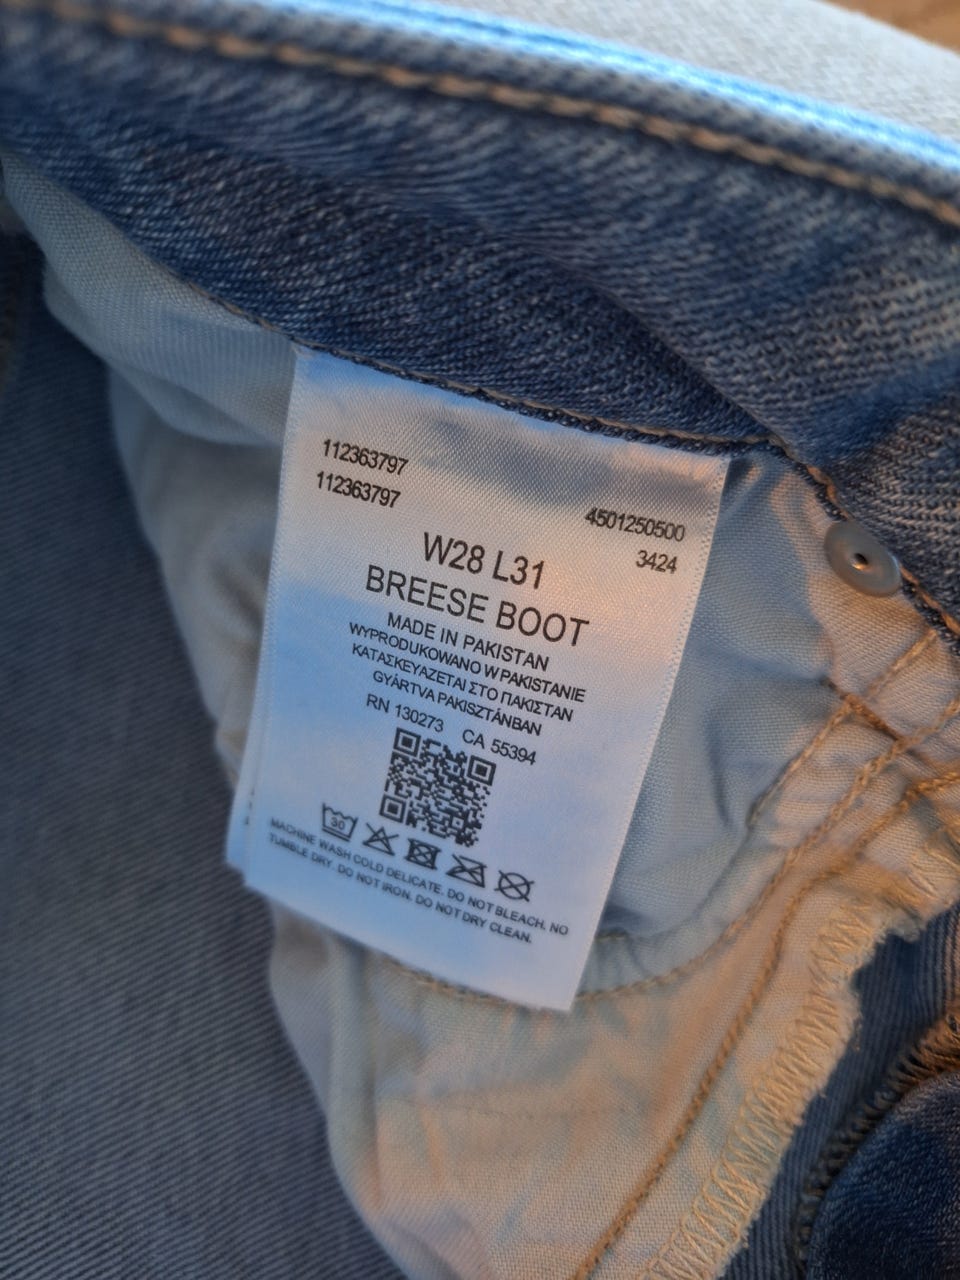 112363797
112363797
4501250500
3424
W28 L31
BREESE BOOT
MADE IN PAKISTAN
WYPRODUKOWANO W PAKISTANIE
ΚΑΤΑΣΚΕΥΑΖΕΤΑΙ ΣΤΟ ΠΑΚΙΣΤΑΝ
GYÁRTVA PAKISZTÁNBAN
RN 130273 CA 55394
30
MACHINE WASH COLD DELICATE. DO NOT BLEACH. NO
TUMBLE DRY. DO NOT IRON. DO NOT DRY CLEAN.